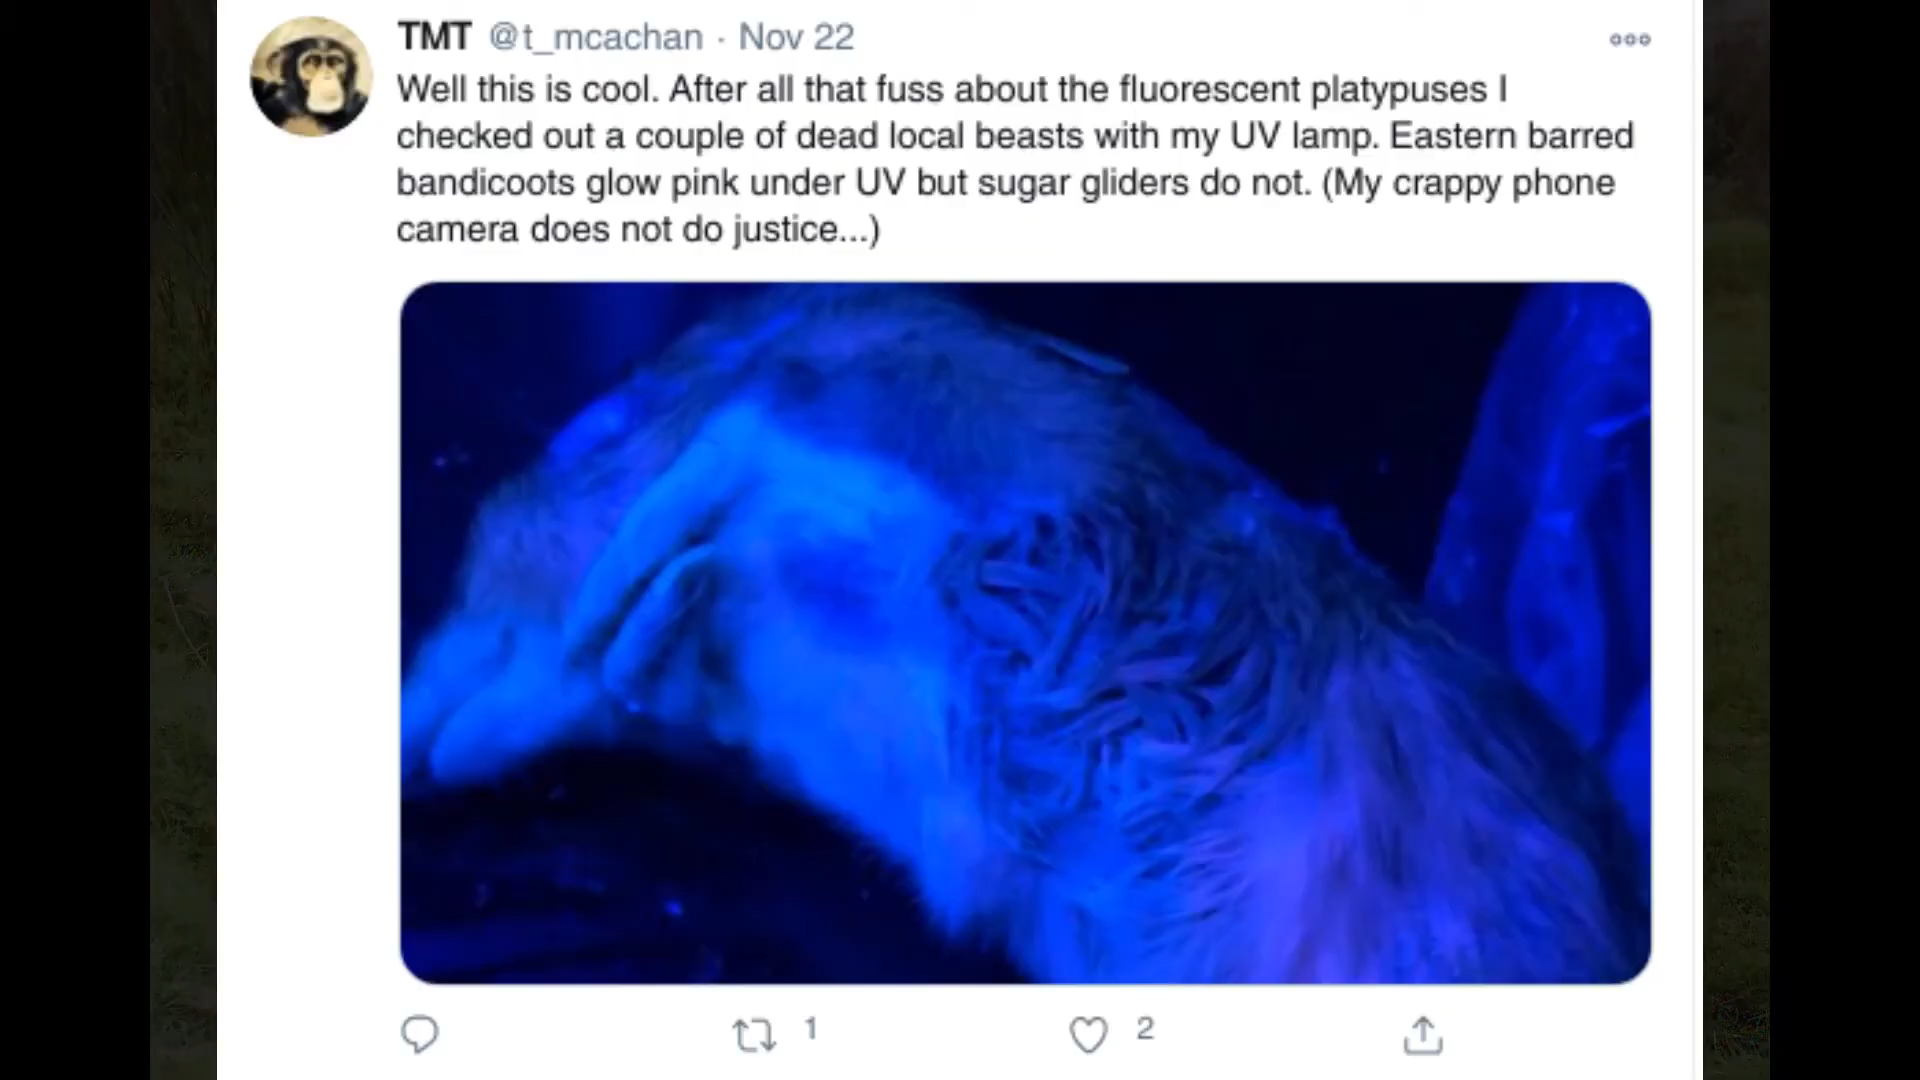 TMT @t_mcachan · Nov 22
Well this is cool. After all that fuss about the fluorescent platypuses I
checked out a couple of dead local beasts with my UV lamp. Eastern barred
bandicoots glow pink under UV but sugar gliders do not. (My crappy phone
camera does not do justice...)
1 2